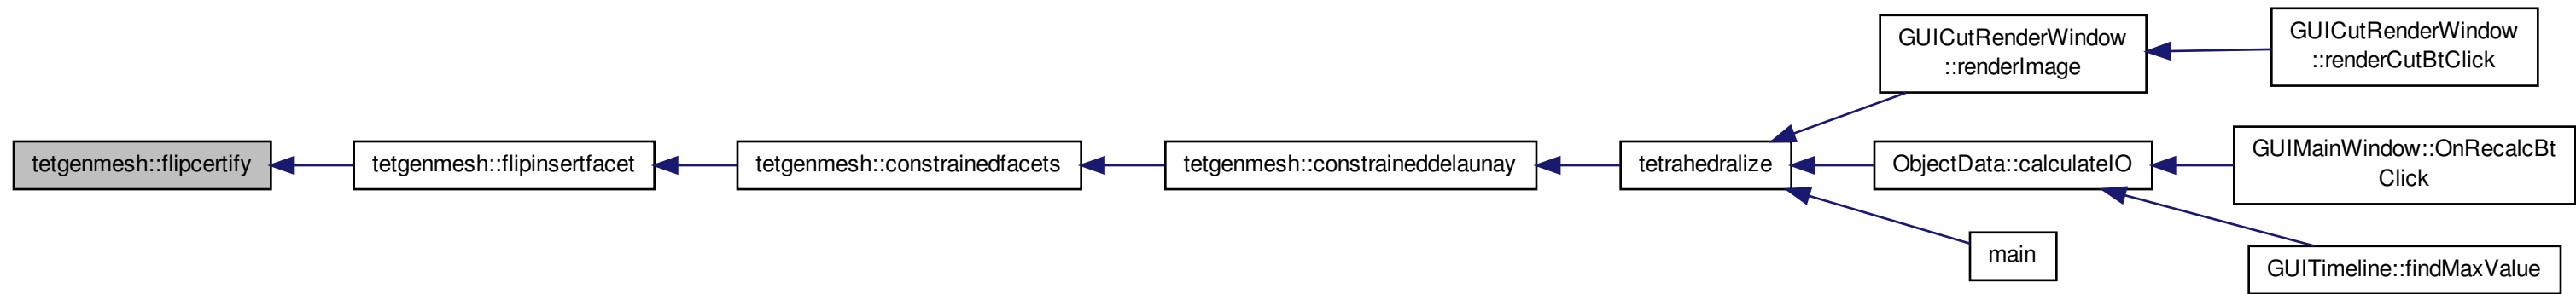 GUICutRenderWindow
::renderImage
GUICutRenderWindow
::renderCutBtClick
tetgenmesh::flipcertify
tetgenmesh::flipinsertfacet
tetgenmesh::constrainedfacets
tetgenmesh::constraineddelaunay
tetrahedralize
ObjectData::calculateIO
GUIMainWindow::OnRecalcBt
Click
main
GUITimeline::findMaxValue